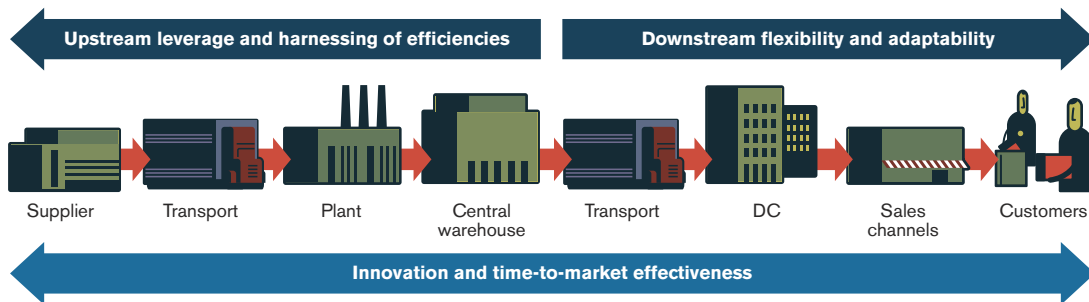 Upstream leverage and harnessing of efficiencies
Downstream flexibility and adaptability
Supplier
Transport
Plant
Central
warehouse
Transport
DC
Sales
channels
Customers
Innovation and time-to-market effectiveness